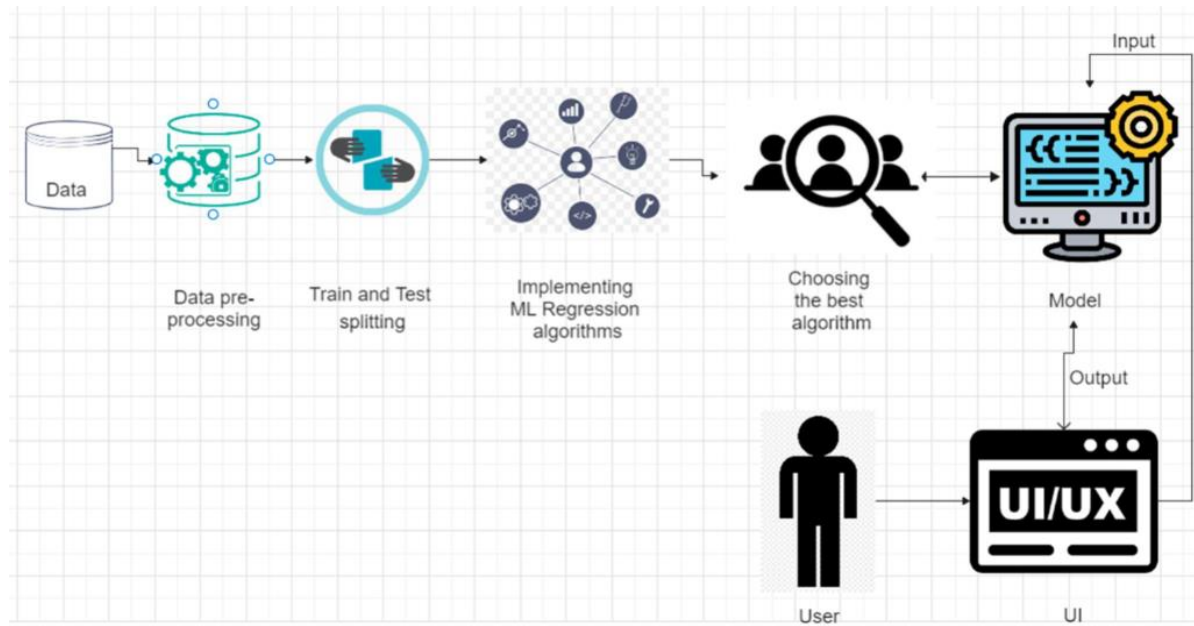 Input
Data
Data pre-
processing
Train and Test
splitting
Implementing
ML Regression
algorithms
</>
Choosing
the best
algorithm
Model
Output
UI/UX
User
UI